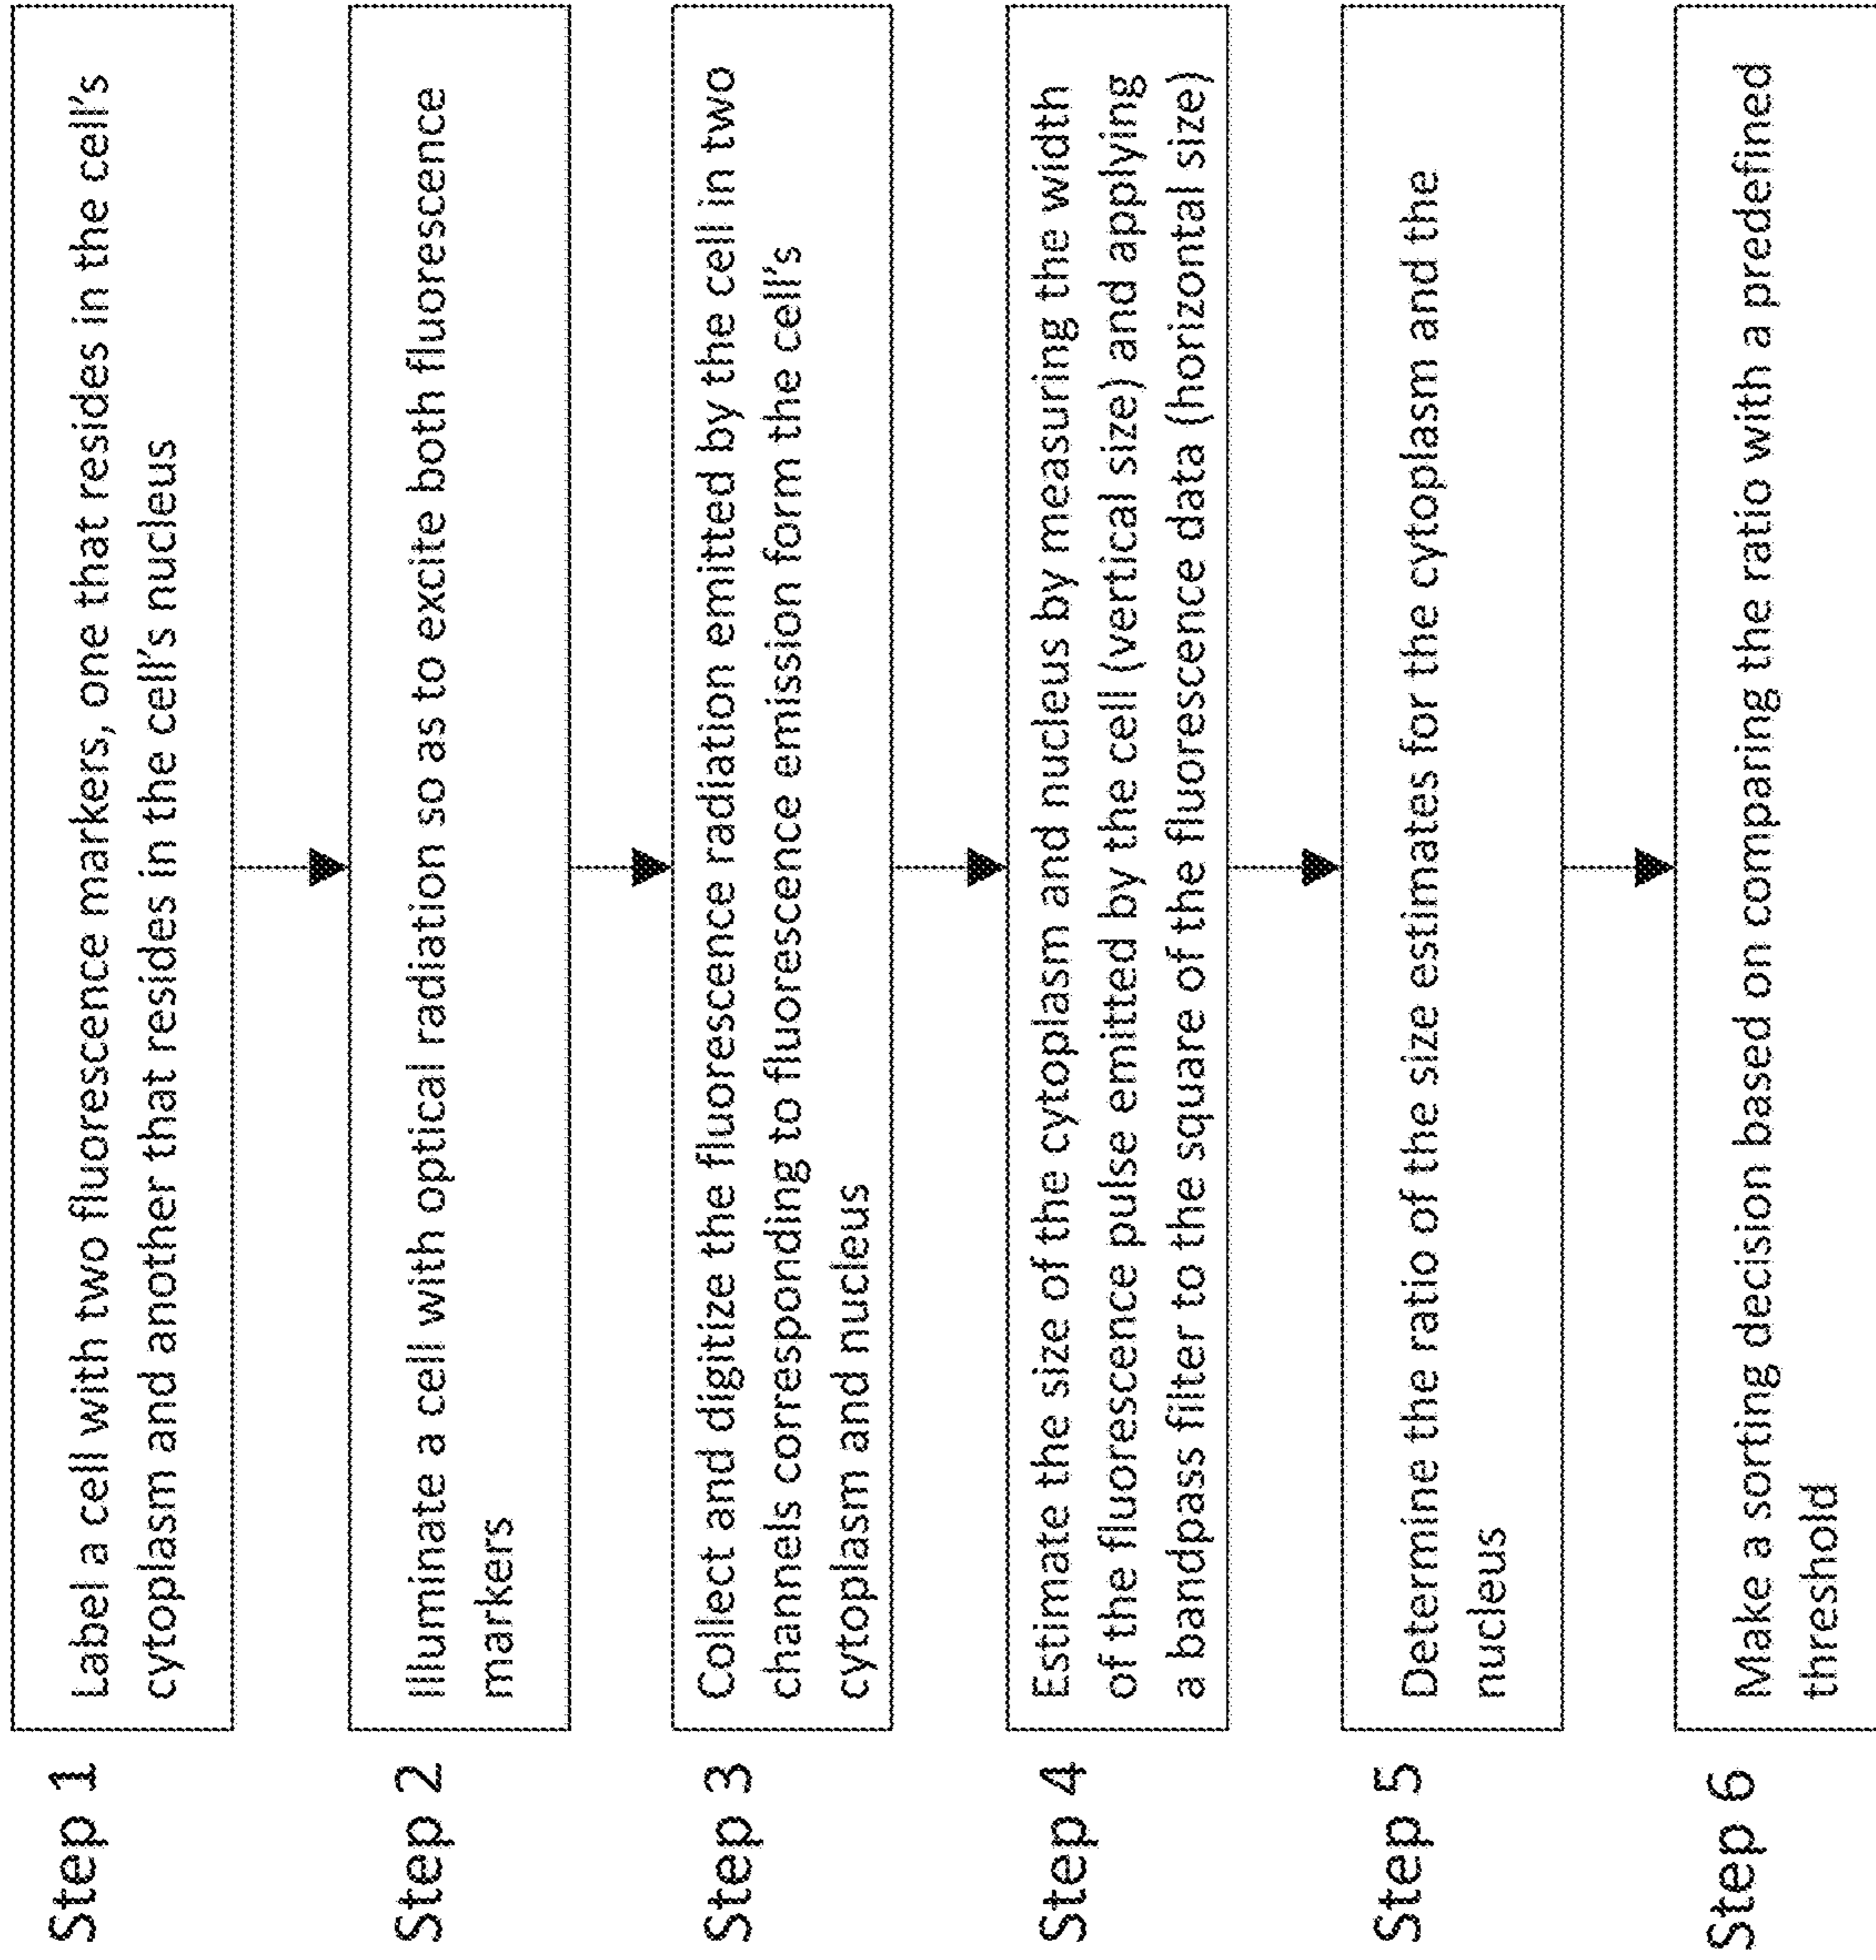 Step 1
Label a cell with two fluorescence markers, one that resides in the cell's
cytoplasm and another that resides in the cell's nucleus
Step 2
Illuminate a cell with optical radiation so as to excite both fluorescence
markers
Step 3
Collect and digitize the fluorescence radiation emitted by the cell in two
channels corresponding to fluorescence emission form the cell's
cytoplasm and nucleus
Step 4
Estimate the size of the cytoplasm and nucleus by measuring the width
of the fluorescence pulse emitted by the cell (vertical size) and applying
a bandpass filter to the square of the fluorescence data (horizontal size)
Step 5
Determine the ratio of the size estimates for the cytoplasm and the
nucleus
Step 6
Make a sorting decision based on comparing the ratio with a predefined
threshold